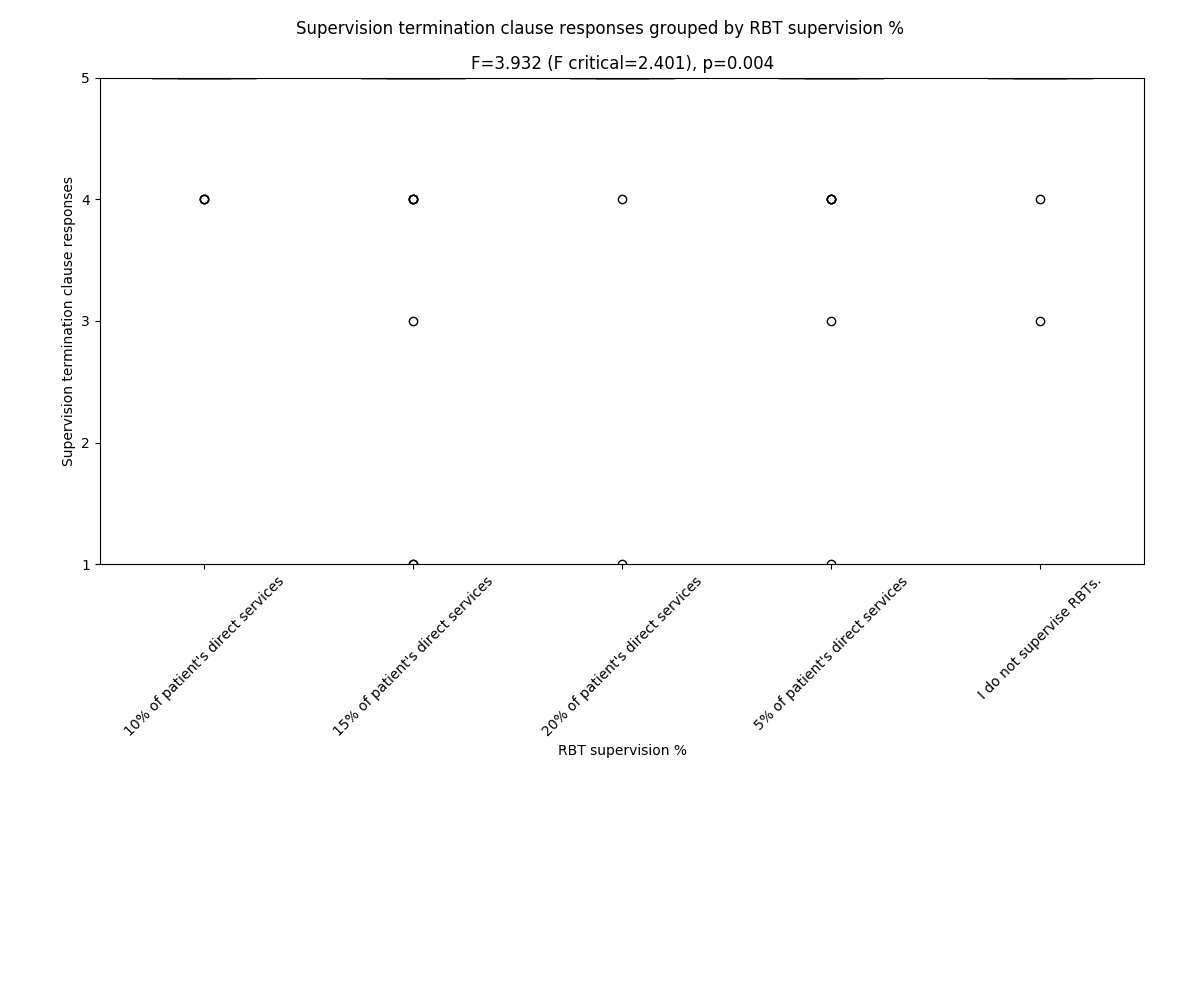 Supervision termination clause responses grouped by RBT supervision %
F=3.932 (F critical=2.401), p=0.004
Supervision termination clause responses
5
4
3
2
1
10% of patient's direct services
15% of patient's direct services
20% of patient's direct services
5% of patient's direct services
I do not supervise RBTs.
RBT supervision %